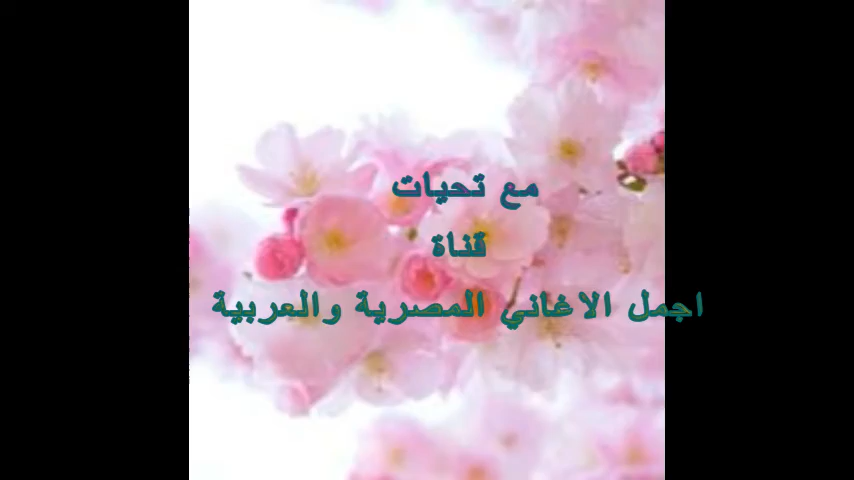 مع تحيات
قناة
اجمل الاغاني المصرية والعربية